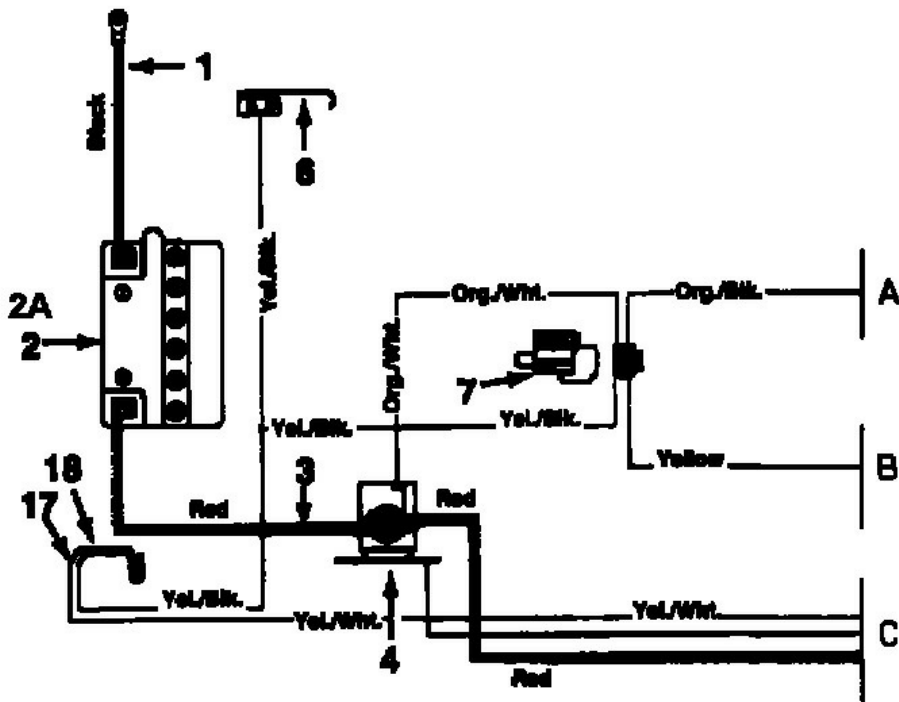 1
Black
6
Yel./Blk.
2A
2
Org./Wht.
Org./Blk.
A
Org./Wht.
7
Yel./Blk.
Yel./Blk.
Yellow
B
18
17
Red
3
Red
Yel./Blk.
Yel./Wht.
Yel./Wht.
C
4
Red